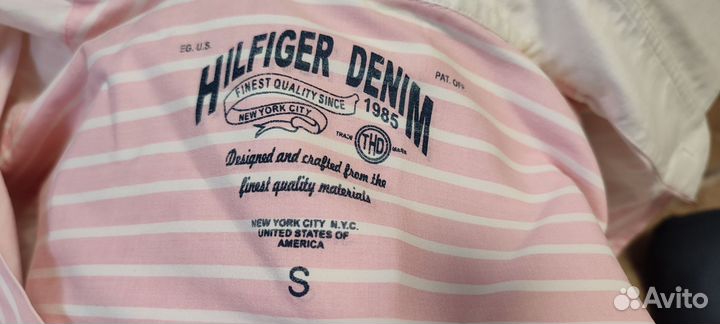 EG. U.S.
PAT. OFF
HILFIGER DENIM
FINEST QUALITY SINCE 1985
NEW YORK CITY
TRADE THD MARK
Designed and crafted from the
finest quality materials
NEW YORK CITY N.Y.C.
UNITED STATES OF
AMERICA
S
Avito